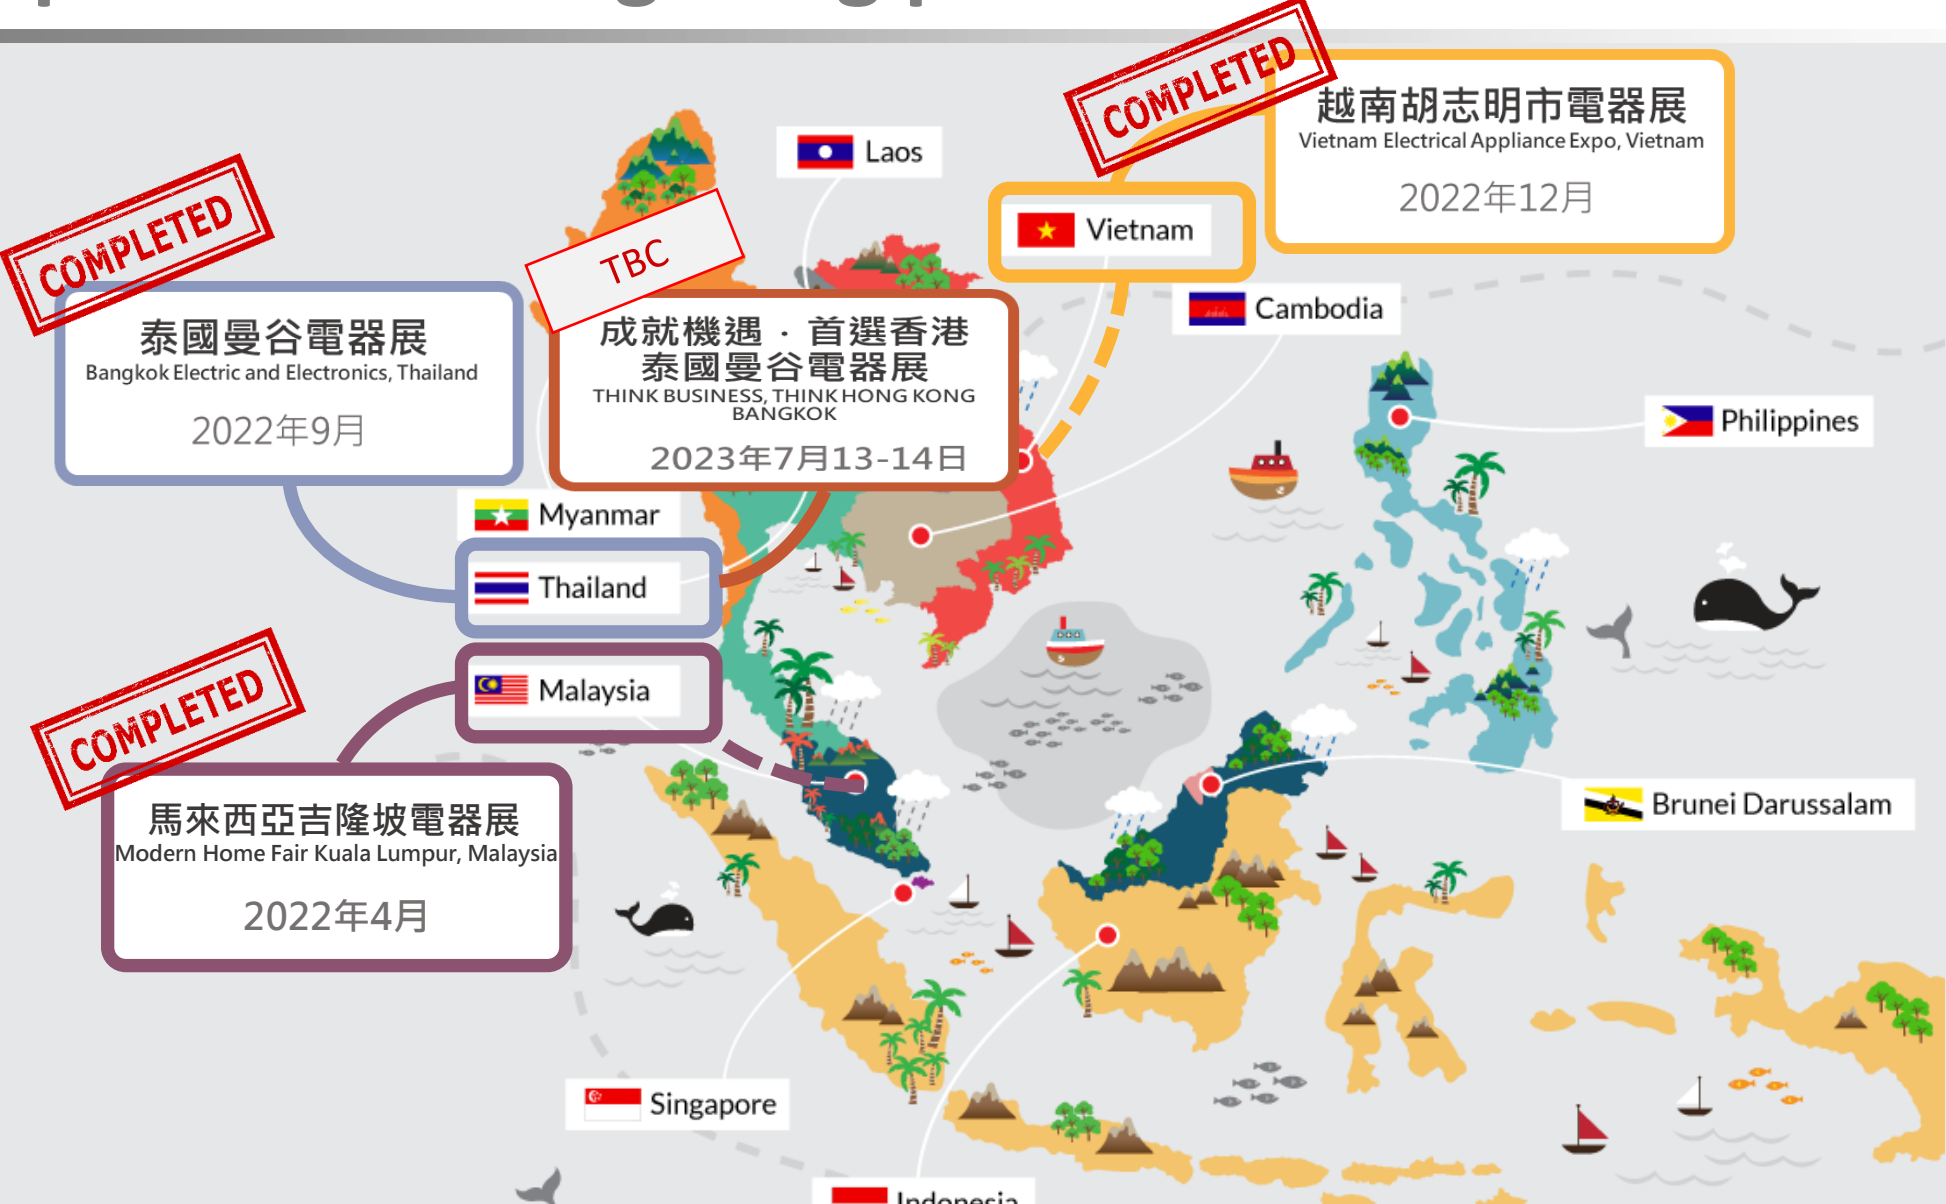 COMPLETED
越南胡志明市電器展
Vietnam Electrical Appliance Expo, Vietnam
2022年12月
Laos
Vietnam
Cambodia
COMPLETED
泰國曼谷電器展
Bangkok Electric and Electronics, Thailand
2022年9月
TBC
成就機遇．首選香港
泰國曼谷電器展
THINK BUSINESS, THINK HONG KONG
BANGKOK
2023年7月13-14日
Philippines
Myanmar
Thailand
Malaysia
COMPLETED
馬來西亞吉隆坡電器展
Modern Home Fair Kuala Lumpur, Malaysia
2022年4月
Brunei Darussalam
Singapore
Indonesia